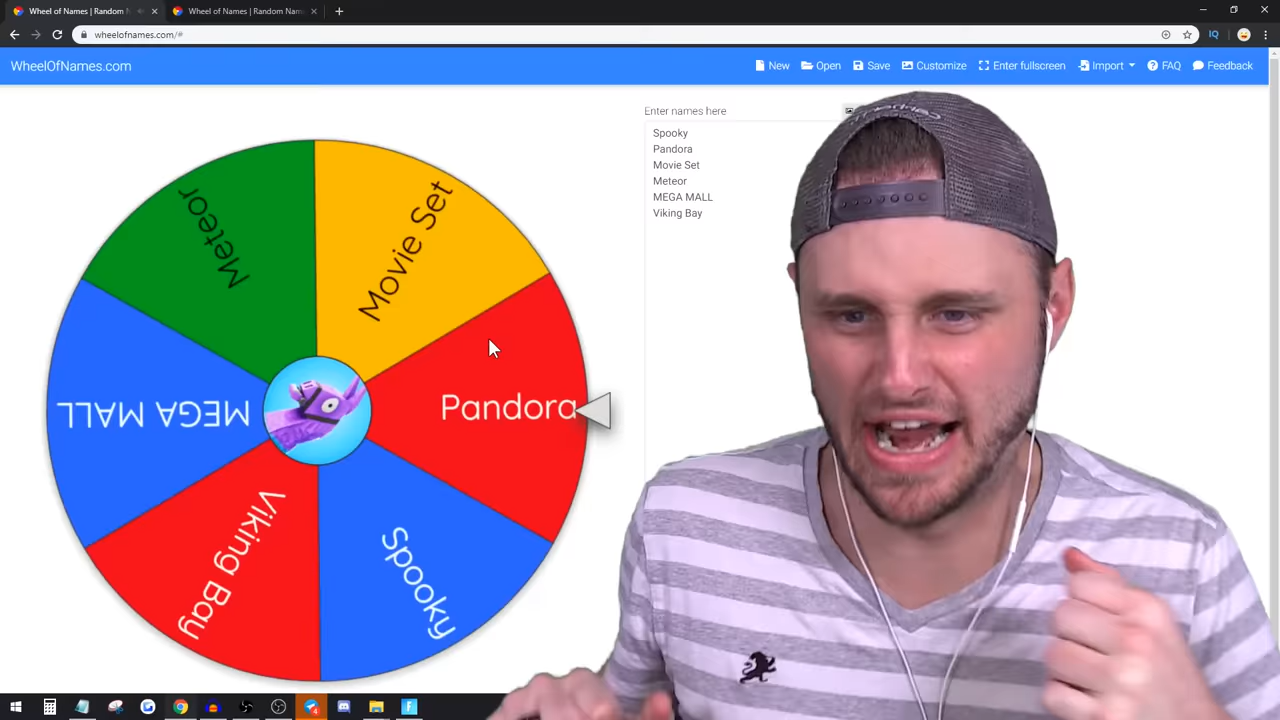 Wheel of Names | Random
Wheel of Names | Random Nam
wheelofnames.com/#
WheelOfNames.com
New
Open
Save
Customize
Enter fullscreen
Import
FAQ
Feedback
Enter names here
Spooky
Pandora
Movie Set
Meteor
MEGA MALL
Viking Bay
Meteor
Movie Set
Pandora
MEGA MALL
Viking Bay
Spooky
IQ